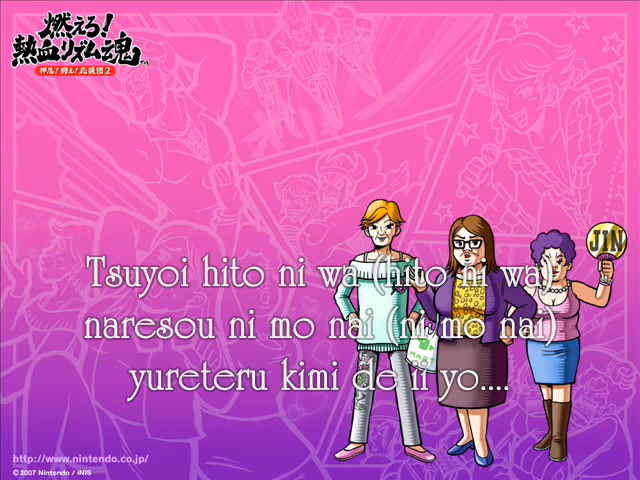 燃えろ!
熱血リズム魂
押忍!闘え!応援団2
JIN
Tsuyoi hito ni wa (hito ni wa)
naresou ni mo nai (ni mo nai)
yureteru kimi de ii yo....
MART
http://www.nintendo.co.jp/
©2007 Nintendo / iNiS